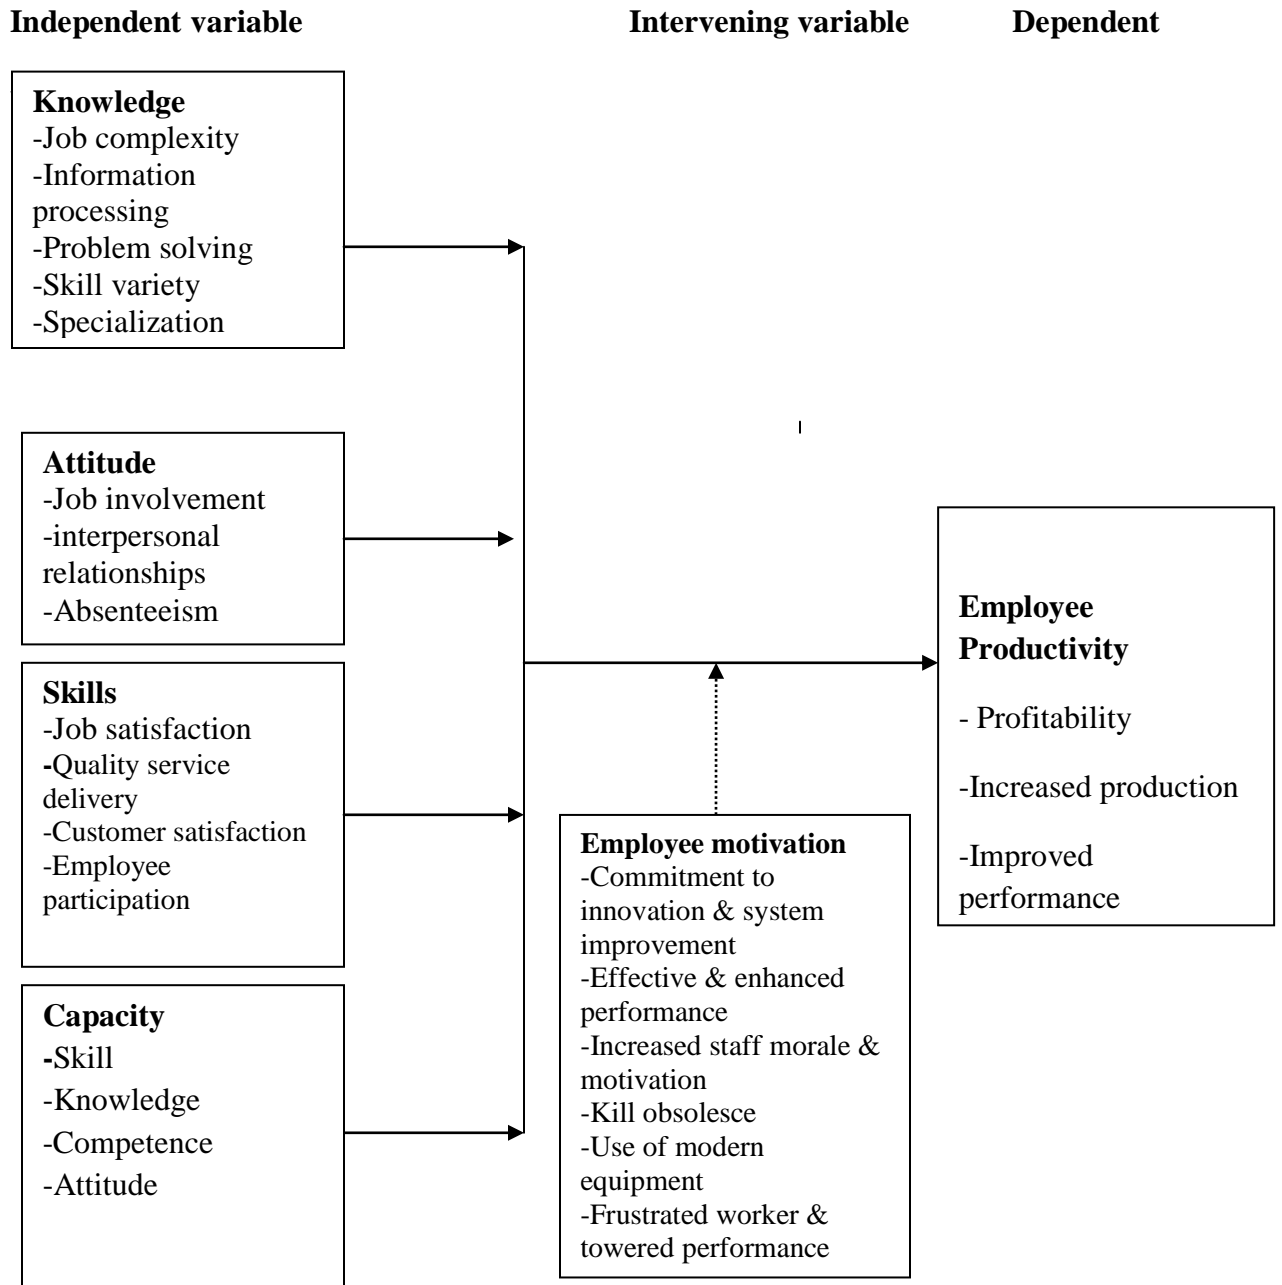 Independent variable
Intervening variable
Dependent
Knowledge
-Job complexity
-Information
processing
-Problem solving
-Skill variety
-Specialization
Attitude
-Job involvement
-interpersonal
relationships
-Absenteeism
Skills
-Job satisfaction
-Quality service
delivery
-Customer satisfaction
-Employee
participation
Capacity
-Skill
-Knowledge
-Competence
-Attitude
Employee motivation
-Commitment to
innovation & system
improvement
-Effective & enhanced
performance
-Increased staff morale &
motivation
-Kill obsolesce
-Use of modern
equipment
-Frustrated worker &
towered performance
Employee
Productivity
- Profitability
-Increased production
-Improved
performance